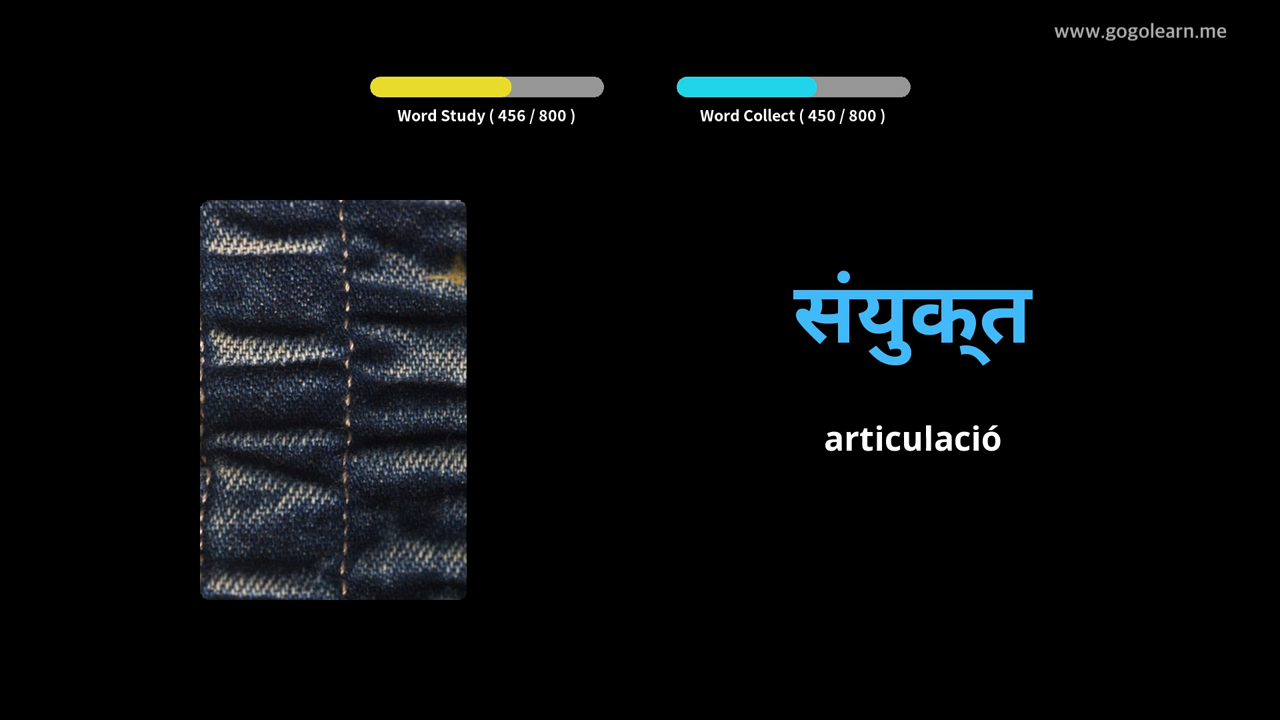 www.gogolearn.me
Word Study ( 456 / 800 )
Word Collect ( 450 / 800 )
संयुक्त
articulació